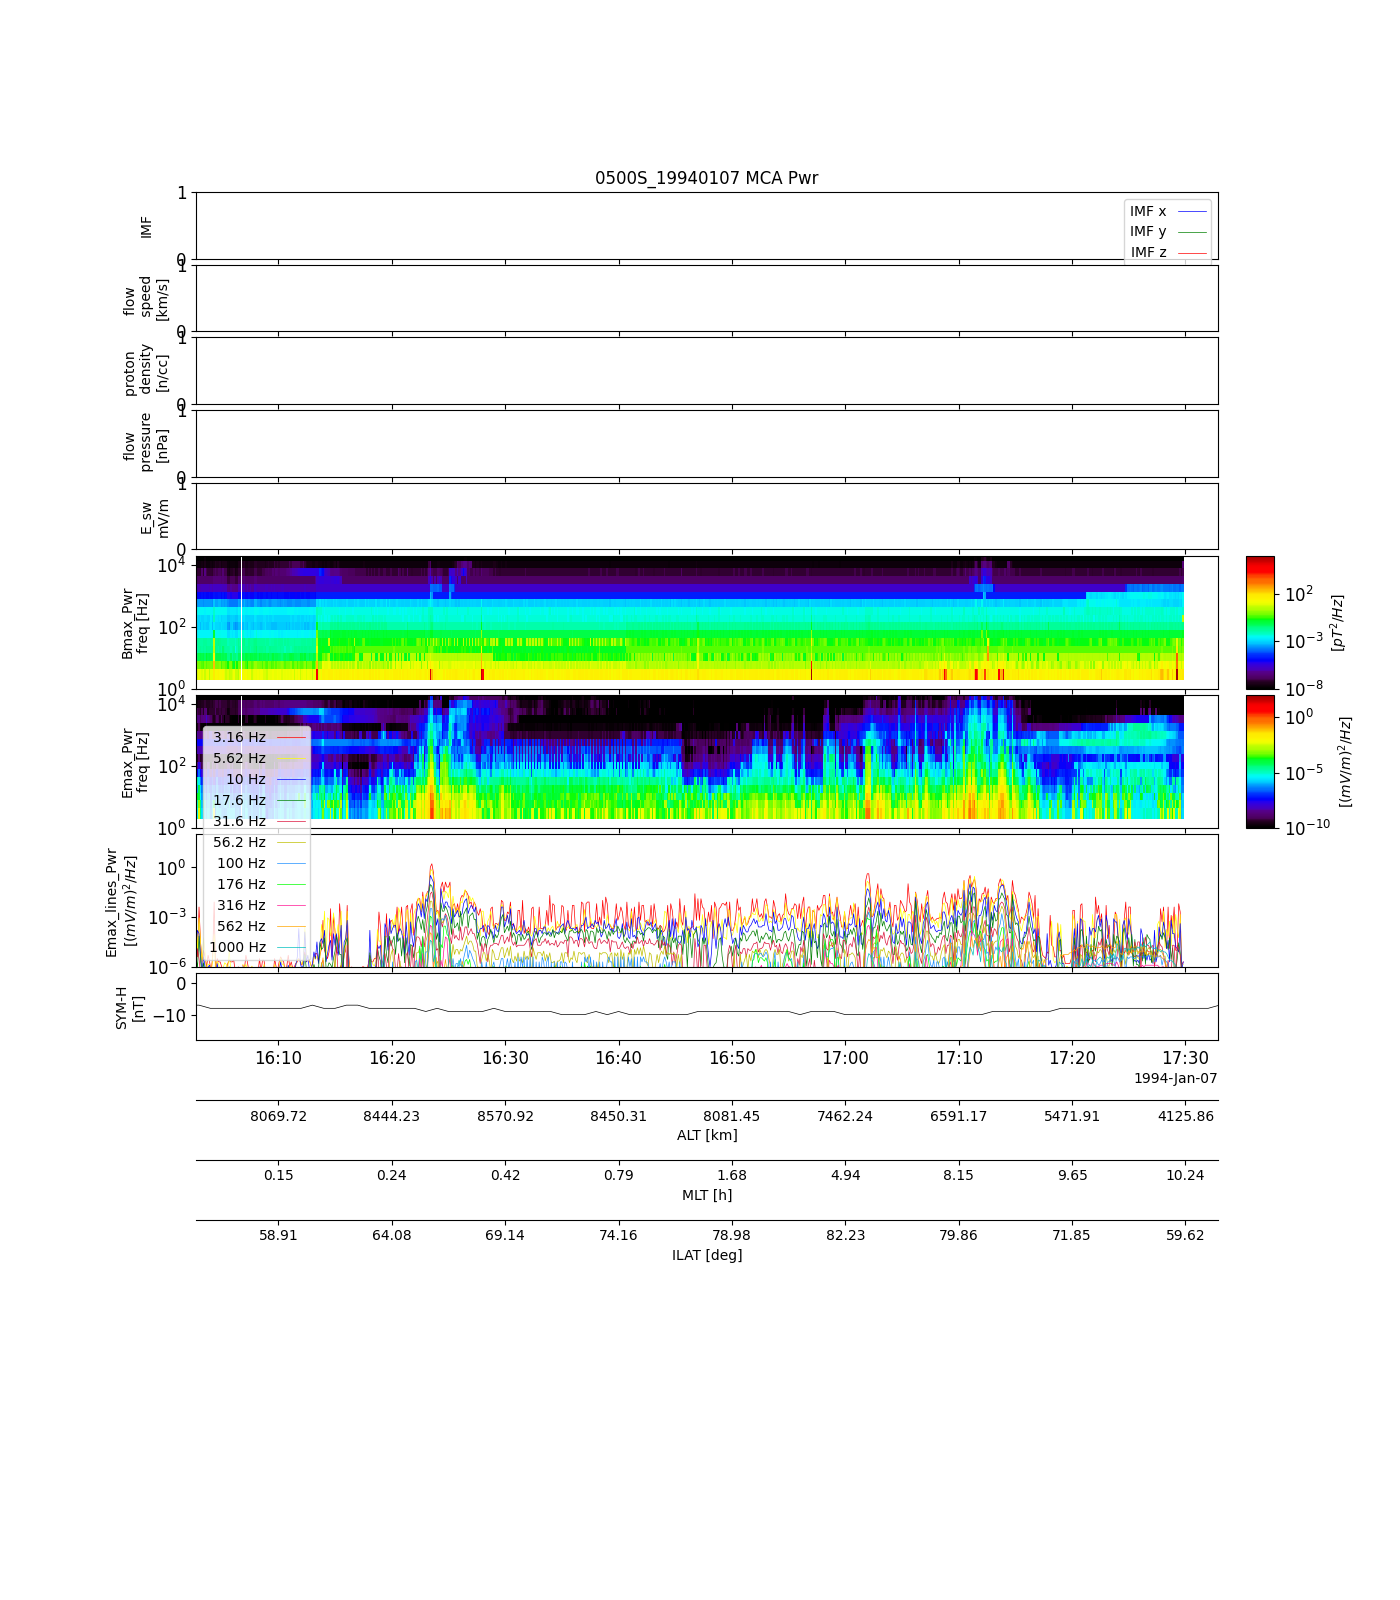 0500S_19940107 MCA Pwr
1
IMF
0
IMF x
IMF y
IMF z
1
flow
speed
[km/s]
0
1
proton
density
[n/cc]
0
1
flow
pressure
[nPa]
0
1
E_sw
mV/m
0
10^4
10^2
10^0
Bmax_Pwr
freq [Hz]
10^2
10^-3
10^-8
[pT^2/Hz]
10^4
10^2
10^0
Emax_Pwr
freq [Hz]
10^0
10^-5
10^-10
[(mV/m)^2/Hz]
3.16 Hz
5.62 Hz
10 Hz
17.6 Hz
31.6 Hz
56.2 Hz
100 Hz
176 Hz
316 Hz
562 Hz
1000 Hz
10^0
10^-3
10^-6
Emax_lines_Pwr
[(mV/m)^2/Hz]
0
−10
SYM-H
[nT]
16:10 16:20 16:30 16:40 16:50 17:00 17:10 17:20 17:30
1994-Jan-07
8069.72 8444.23 8570.92 8450.31 8081.45 7462.24 6591.17 5471.91 4125.86
ALT [km]
0.15 0.24 0.42 0.79 1.68 4.94 8.15 9.65 10.24
MLT [h]
58.91 64.08 69.14 74.16 78.98 82.23 79.86 71.85 59.62
ILAT [deg]